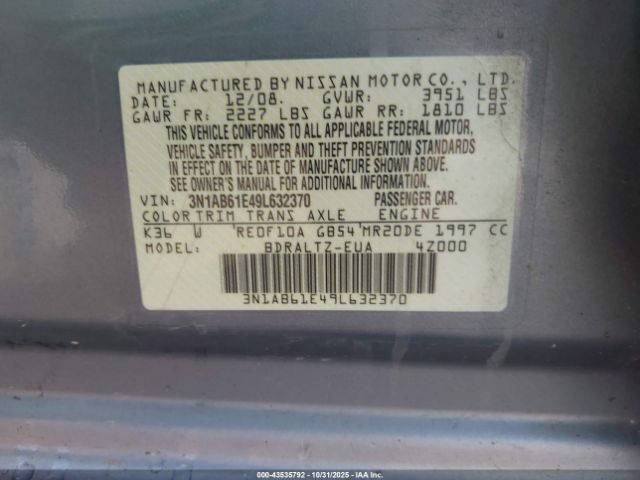 MANUFACTURED BY NISSAN MOTOR CO., LTD.
DATE: 12/08. GVWR: 3951 LBS
GAWR FR: 2227 LBS GAWR RR: 1810 LBS
THIS VEHICLE CONFORMS TO ALL APPLICABLE FEDERAL MOTOR,
VEHICLE SAFETY, BUMPER AND THEFT PREVENTION STANDARDS
IN EFFECT ON THE DATE OF MANUFACTURE SHOWN ABOVE.
SEE OWNER'S MANUAL FOR ADDITIONAL INFORMATION.
VIN: 3N1AB61E49L632370 PASSENGER CAR.
COLOR TRIM TRANS AXLE ENGINE
K36 W RE0F10A GB54 MR20DE 1997 CC
MODEL: BDRALTZ-EUA 4Z000
3N1AB61E49L632370
© 2000 - 43535792 - 10/31/2025 - IAA Inc.